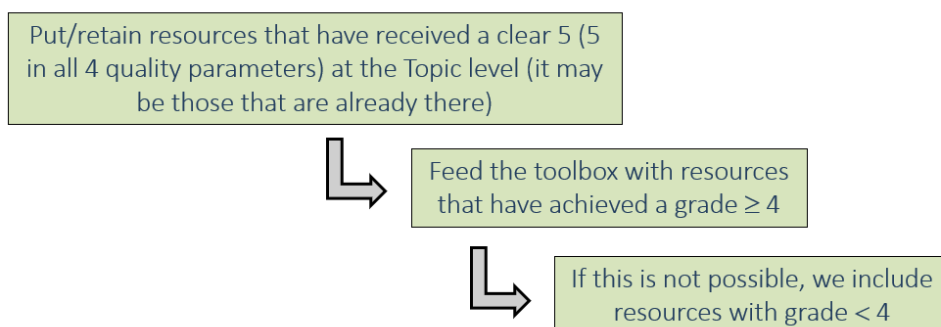 Put/retain resources that have received a clear 5 (5
in all 4 quality parameters) at the Topic level (it may
be those that are already there)
Feed the toolbox with resources
that have achieved a grade ≥ 4
If this is not possible, we include
resources with grade < 4